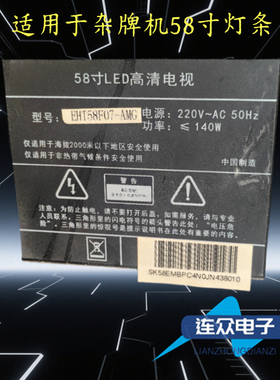 适用于杂牌机58寸灯条
58寸LED高清电视
型号: EHT58F07-AMG
电源: 220V~AC 50Hz
功率: ≤ 140W
仅适用于海拔2000米以下地区安全使用
仅适用于非热带气候条件下安全使用
中国制造
警告
SK58EMBPC4N0JN438010
连众电子
LIANZHONGDIANZI